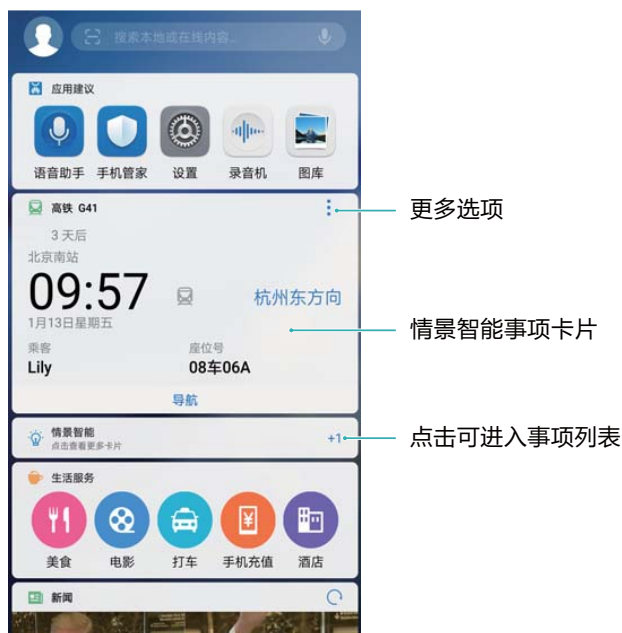 搜索本地或在线内容...
应用建议
语音助手 手机管家 设置 录音机 图库
高铁 G41
更多选项
3 天后
北京南站
09:57
杭州东方向
1月13日星期五
情景智能事项卡片
乘客 座位号
Lily 08车06A
导航
情景智能
点击查看更多卡片
+1
点击可进入事项列表
生活服务
美食 电影 打车 手机充值 酒店
新闻